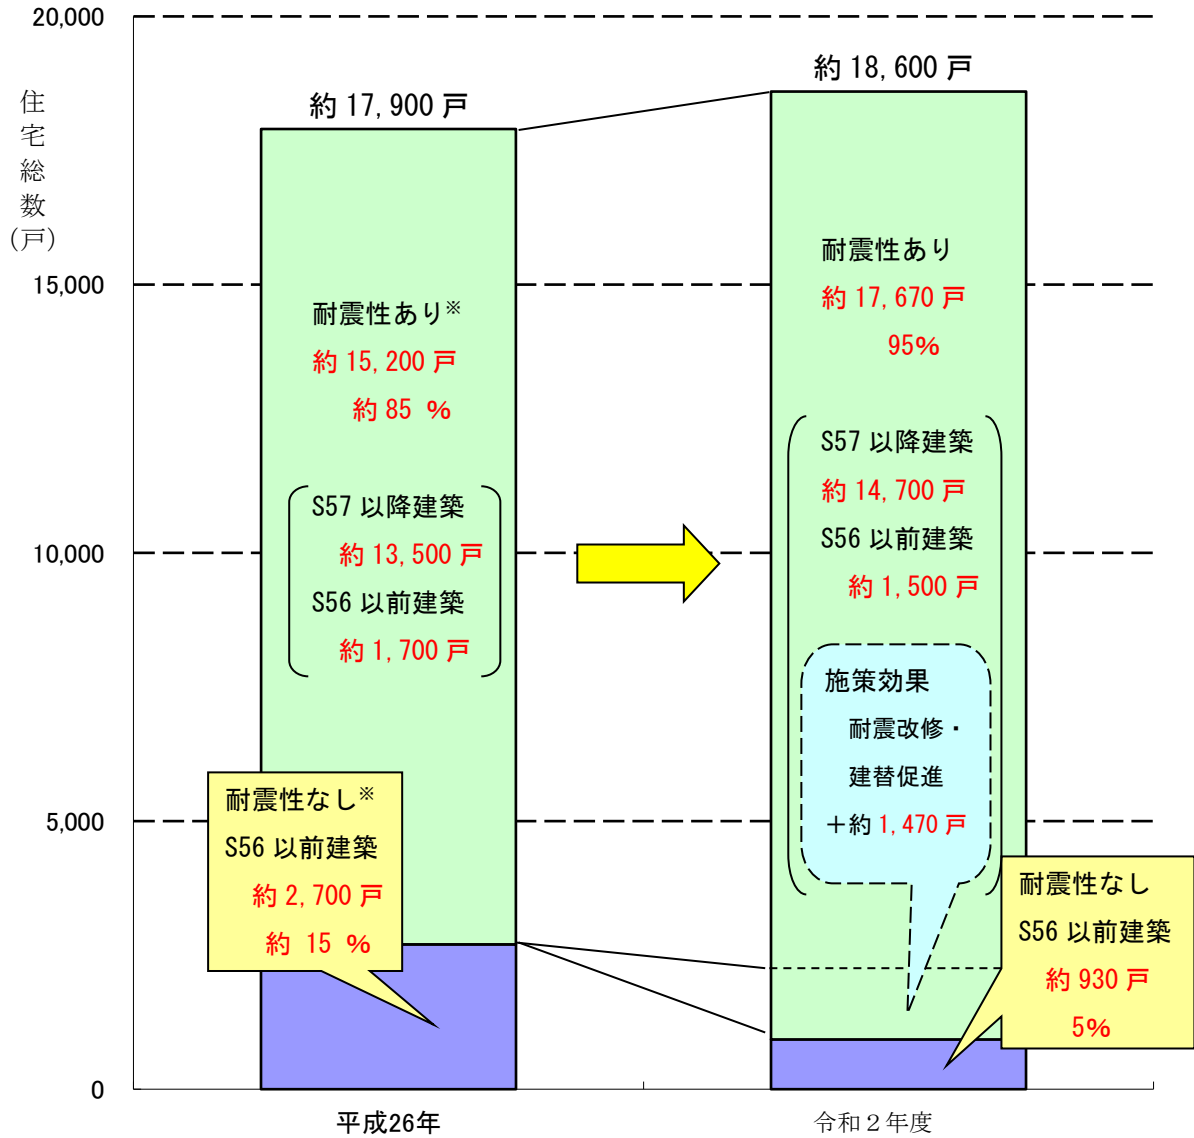 住宅総数(戸)
20,000
15,000
10,000
5,000
0
約 17,900 戸
耐震性あり※
約 15,200 戸
約 85 %
S57 以降建築
約 13,500 戸
S56 以前建築
約 1,700 戸
耐震性なし※
S56 以前建築
約 2,700 戸
約 15 %
平成26年
約 18,600 戸
耐震性あり
約 17,670 戸
95%
S57 以降建築
約 14,700 戸
S56 以前建築
約 1,500 戸
施策効果
耐震改修・
建替促進
+約 1,470 戸
耐震性なし
S56 以前建築
約 930 戸
5%
令和2年度